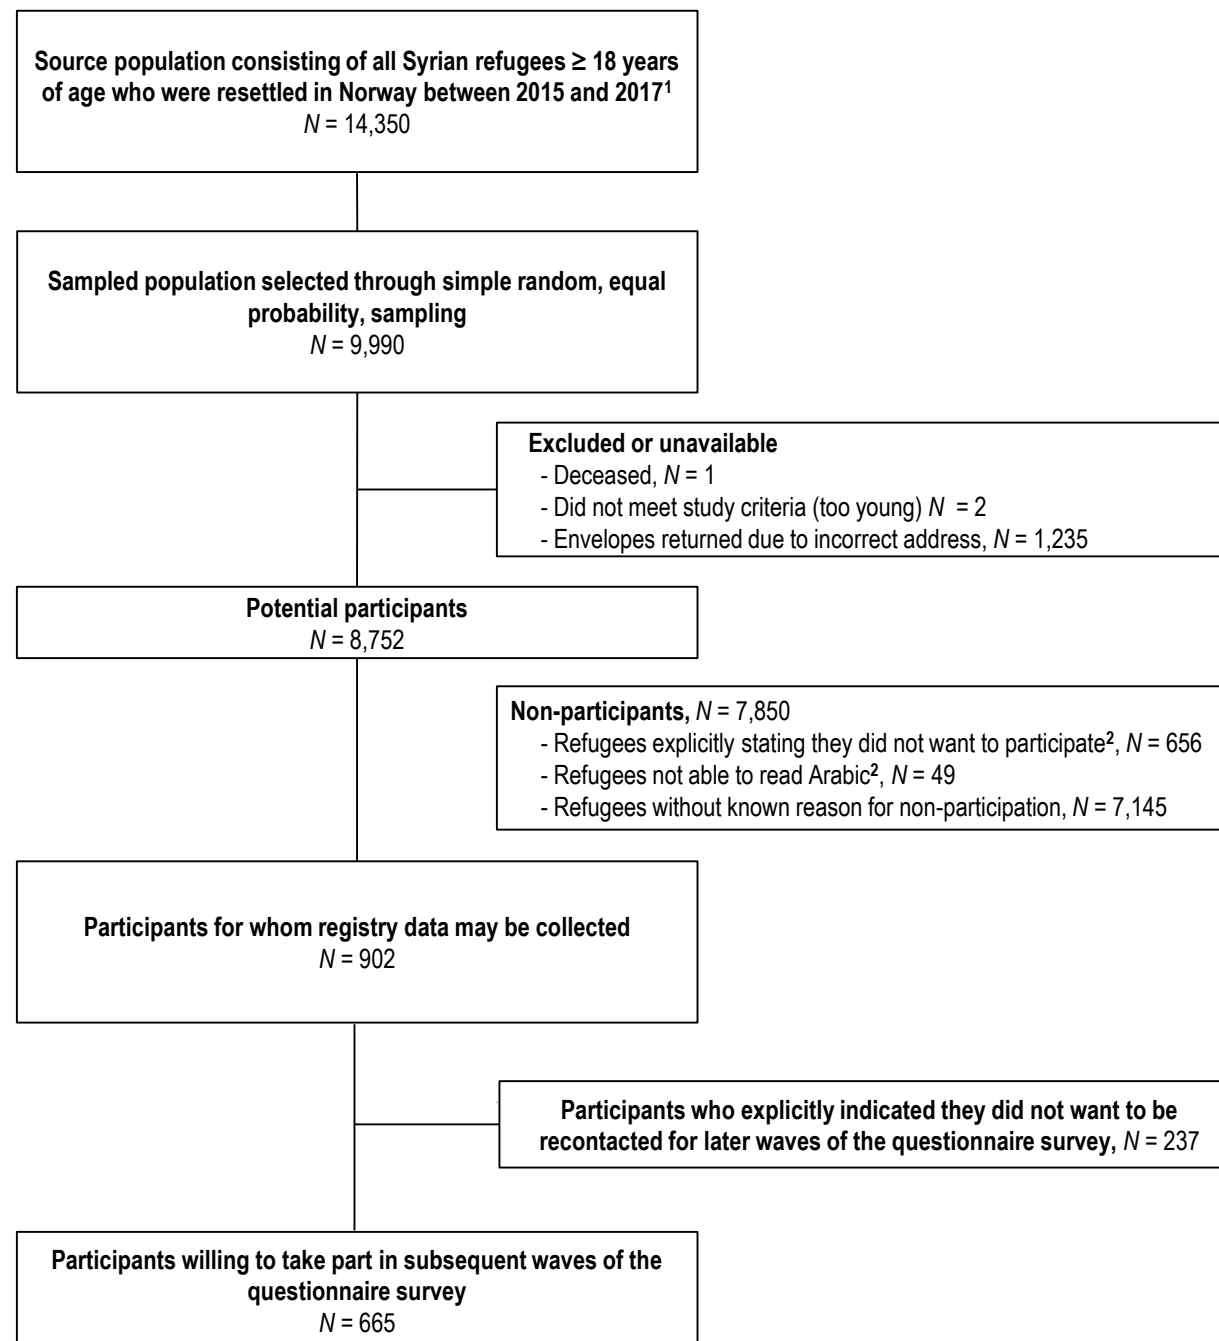 Source population consisting of all Syrian refugees ≥ 18 years
of age who were resettled in Norway between 2015 and 2017¹
N = 14,350
Sampled population selected through simple random, equal
probability, sampling
N = 9,990
Excluded or unavailable
- Deceased, N = 1
- Did not meet study criteria (too young) N = 2
- Envelopes returned due to incorrect address, N = 1,235
Potential participants
N = 8,752
Non-participants, N = 7,850
- Refugees explicitly stating they did not want to participate², N = 656
- Refugees not able to read Arabic², N = 49
- Refugees without known reason for non-participation, N = 7,145
Participants for whom registry data may be collected
N = 902
Participants who explicitly indicated they did not want to be
recontacted for later waves of the questionnaire survey, N = 237
Participants willing to take part in subsequent waves of the
questionnaire survey
N = 665